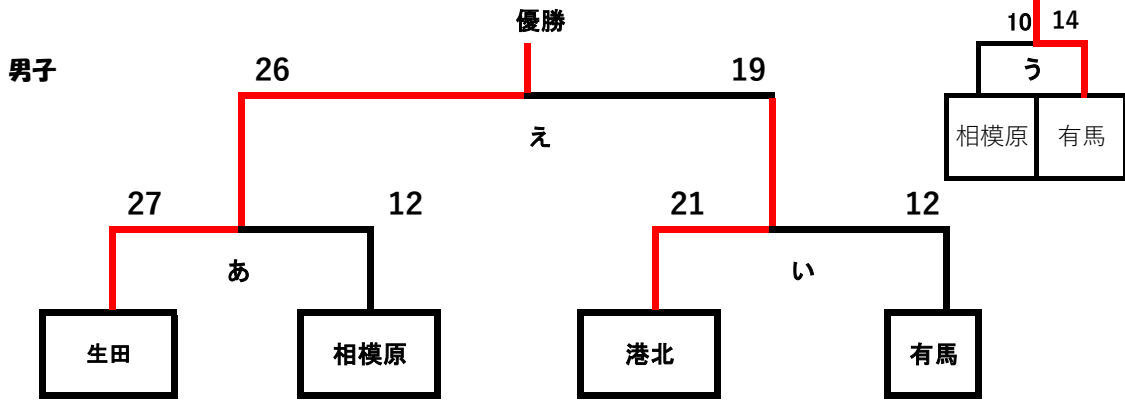 優勝
10 14
男子
26 19
う
相模原 有馬
え
27 12 21 12
あ い
生田 相模原 港北 有馬